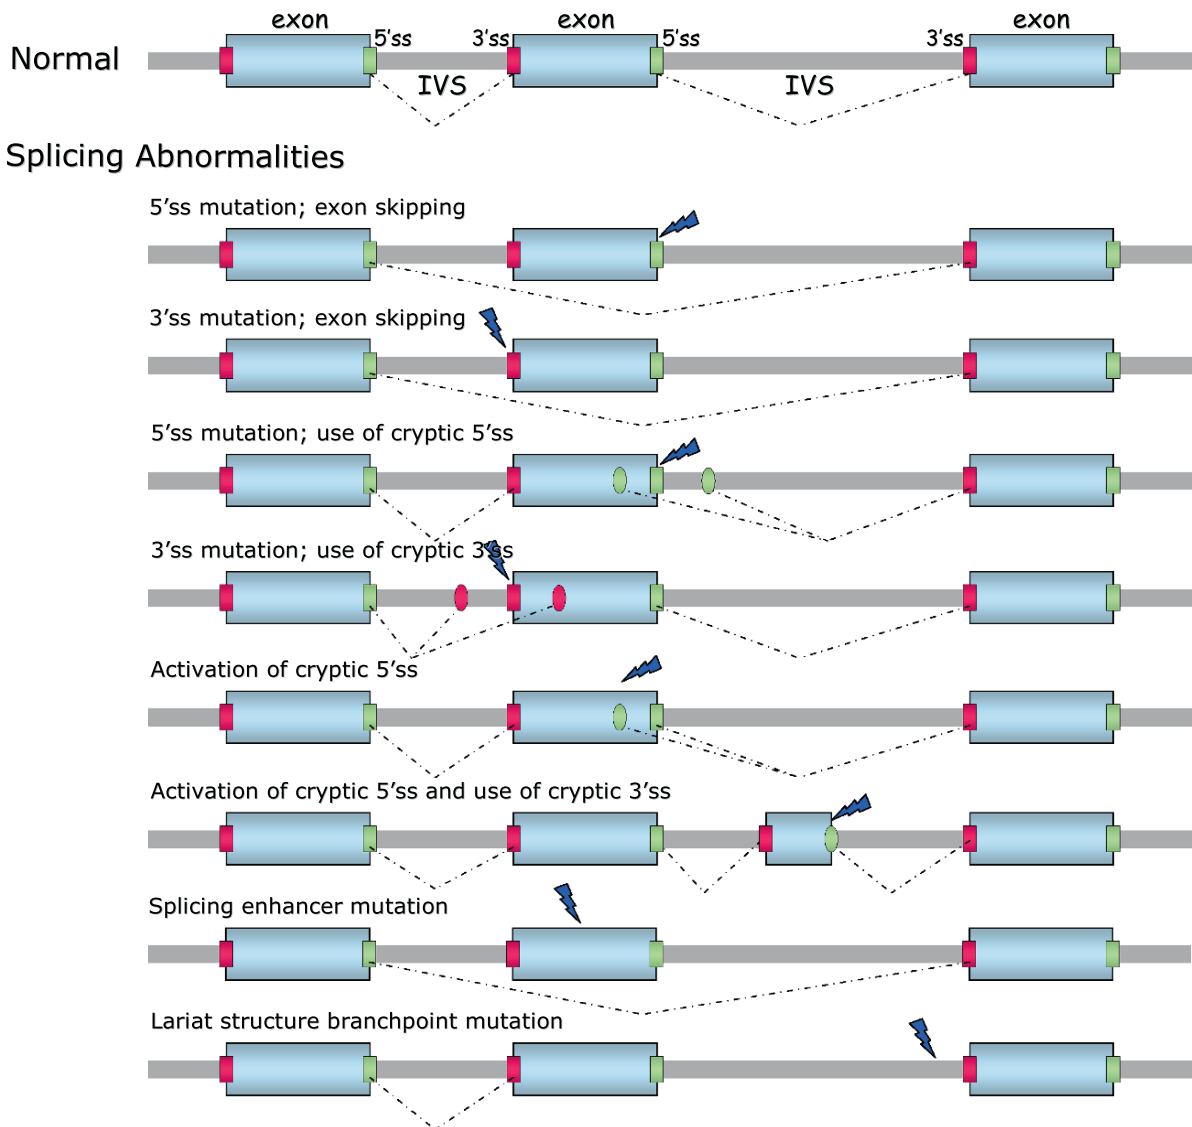 exon exon exon
5'ss 3'ss 5'ss 3'ss
Normal
IVS IVS
Splicing Abnormalities
5'ss mutation; exon skipping
3'ss mutation; exon skipping
5'ss mutation; use of cryptic 5'ss
3'ss mutation; use of cryptic 3'ss
Activation of cryptic 5'ss
Activation of cryptic 5'ss and use of cryptic 3'ss
Splicing enhancer mutation
Lariat structure branchpoint mutation